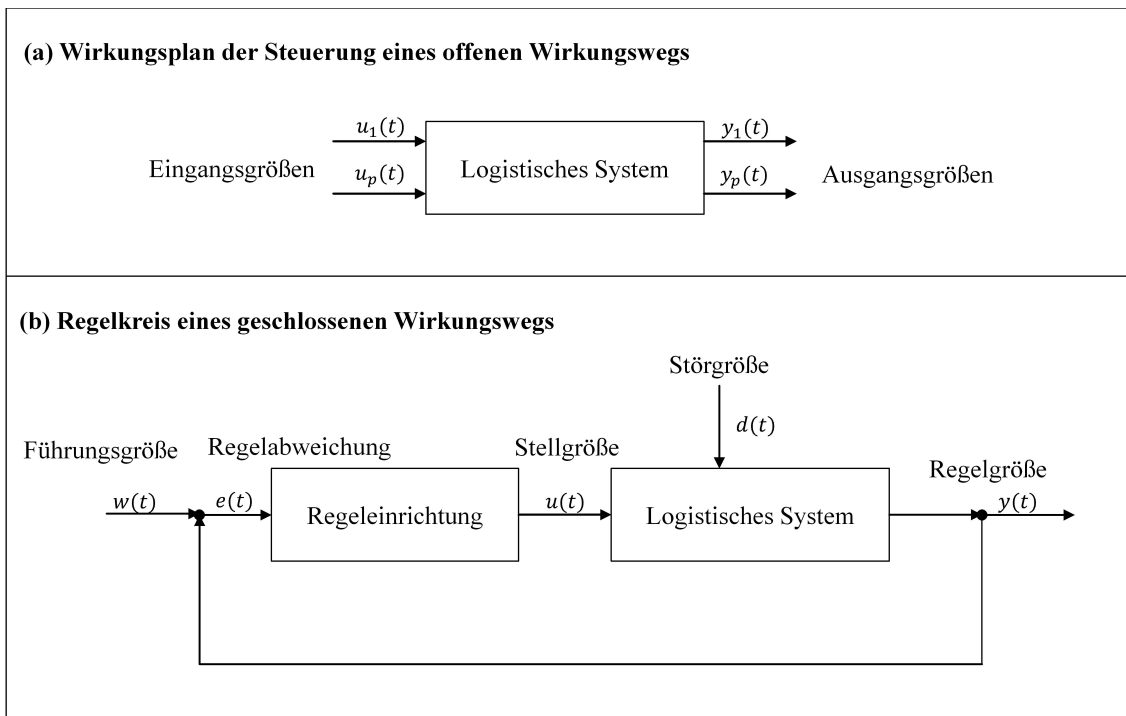 (a) Wirkungsplan der Steuerung eines offenen Wirkungswegs
u₁(t)
y₁(t)
Eingangsgrößen
Logistisches System
Ausgangsgrößen
uₚ(t)
yₚ(t)
(b) Regelkreis eines geschlossenen Wirkungswegs
Störgröße
d(t)
Führungsgröße
Regelabweichung
Stellgröße
Regelgröße
w(t)
e(t)
Regeleinrichtung
u(t)
Logistisches System
y(t)